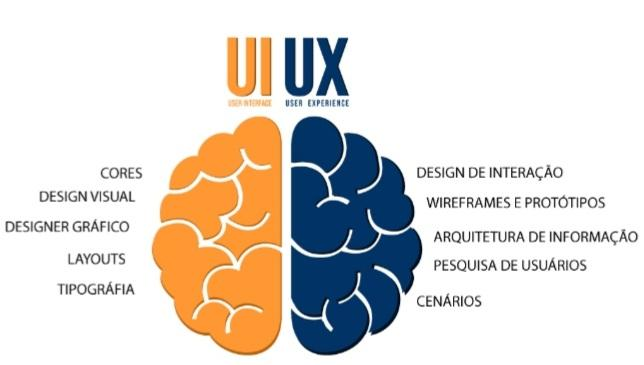 UI UX
USER INTERFACE USER EXPERIENCE
CORES
DESIGN VISUAL
DESIGNER GRÁFICO
LAYOUTS
TIPOGRÁFIA
DESIGN DE INTERAÇÃO
WIREFRAMES E PROTÓTIPOS
ARQUITETURA DE INFORMAÇÃO
PESQUISA DE USUÁRIOS
CENÁRIOS